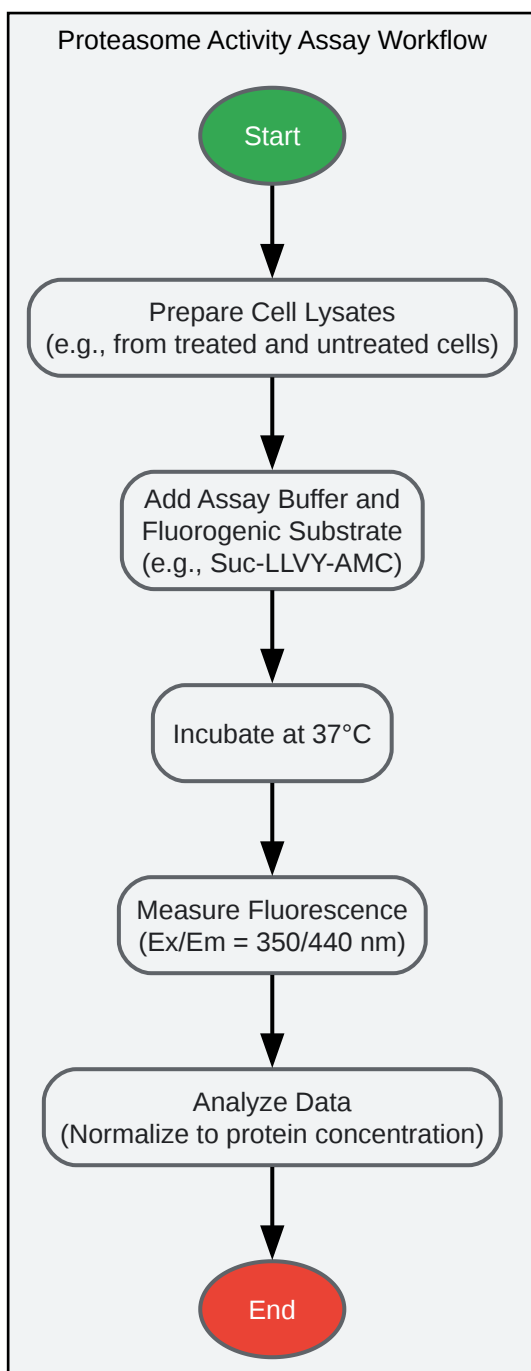 Proteasome Activity Assay Workflow
Start
Prepare Cell Lysates
(e.g., from treated and untreated cells)
Add Assay Buffer and
Fluorogenic Substrate
(e.g., Suc-LLVY-AMC)
Incubate at 37°C
Measure Fluorescence
(Ex/Em = 350/440 nm)
Analyze Data
(Normalize to protein concentration)
End